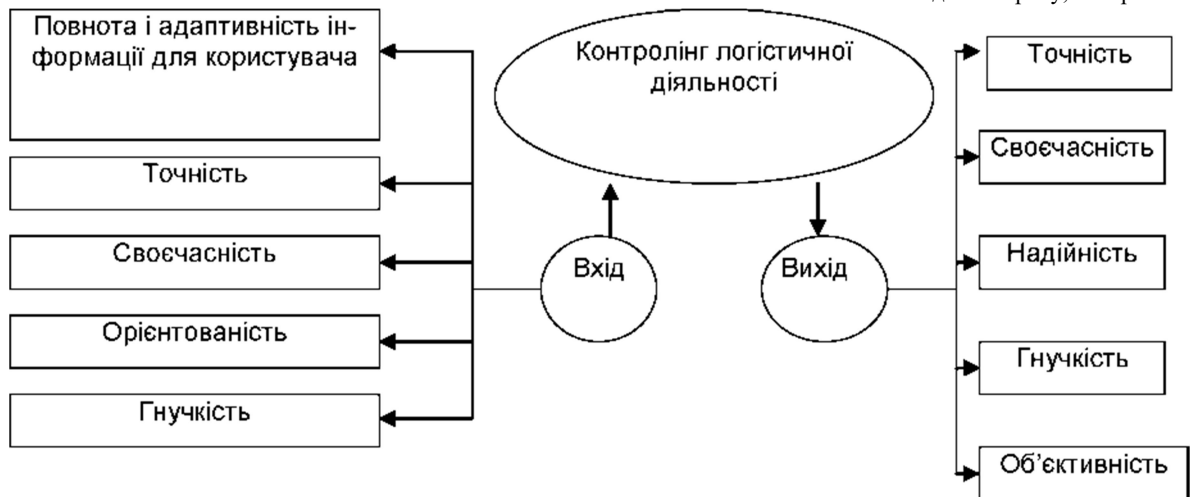 Повнота і адаптивність ін-
формації для користувача
Точність
Своєчасність
Орієнтованість
Гнучкість
Контролінг логістичної
діяльності
Вхід
Вихід
Точність
Своєчасність
Надійність
Гнучкість
Об’єктивність